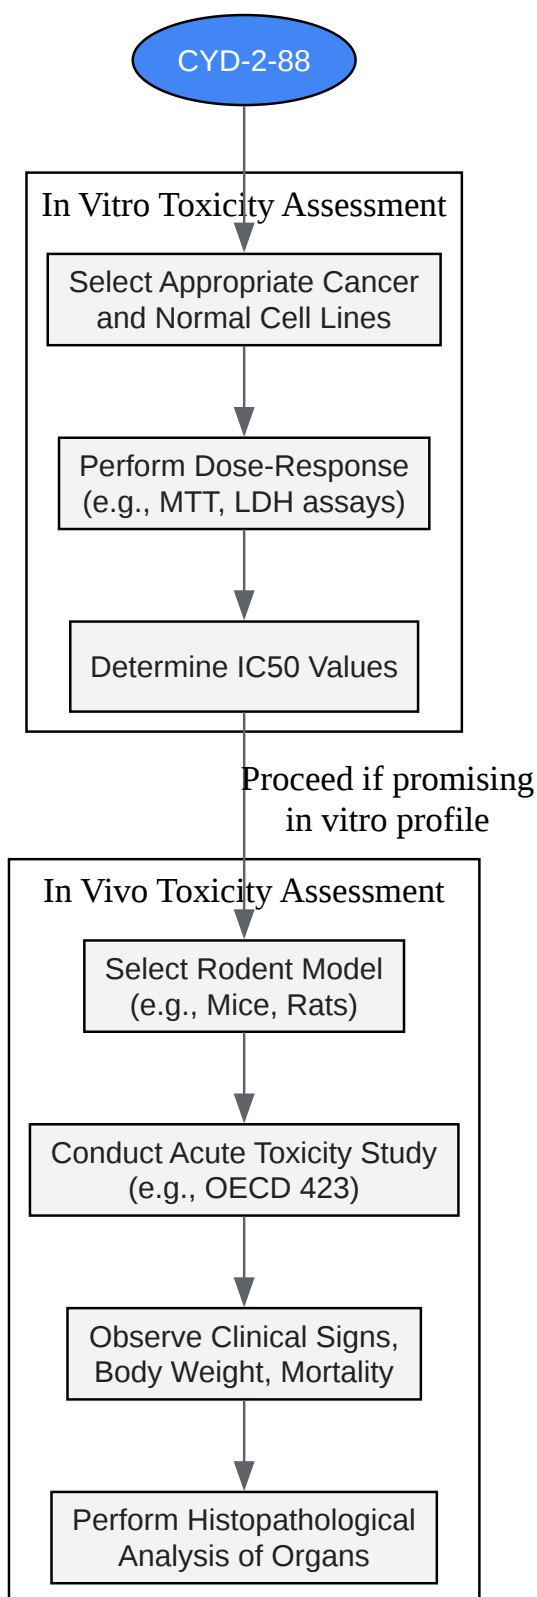 CYD-2-88
In Vitro Toxicity Assessment
Select Appropriate Cancer
and Normal Cell Lines
Perform Dose-Response
(e.g., MTT, LDH assays)
Determine IC50 Values
Proceed if promising
in vitro profile
In Vivo Toxicity Assessment
Select Rodent Model
(e.g., Mice, Rats)
Conduct Acute Toxicity Study
(e.g., OECD 423)
Observe Clinical Signs,
Body Weight, Mortality
Perform Histopathological
Analysis of Organs